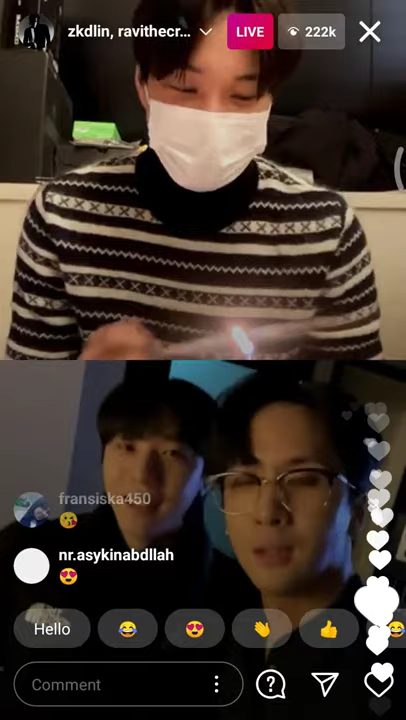 zkdlin, ravithecr...
LIVE
222k
fransiska450
😘
nr.asykinabdllah
😍
Hello
😂
😍
👋
👍
😂
Comment